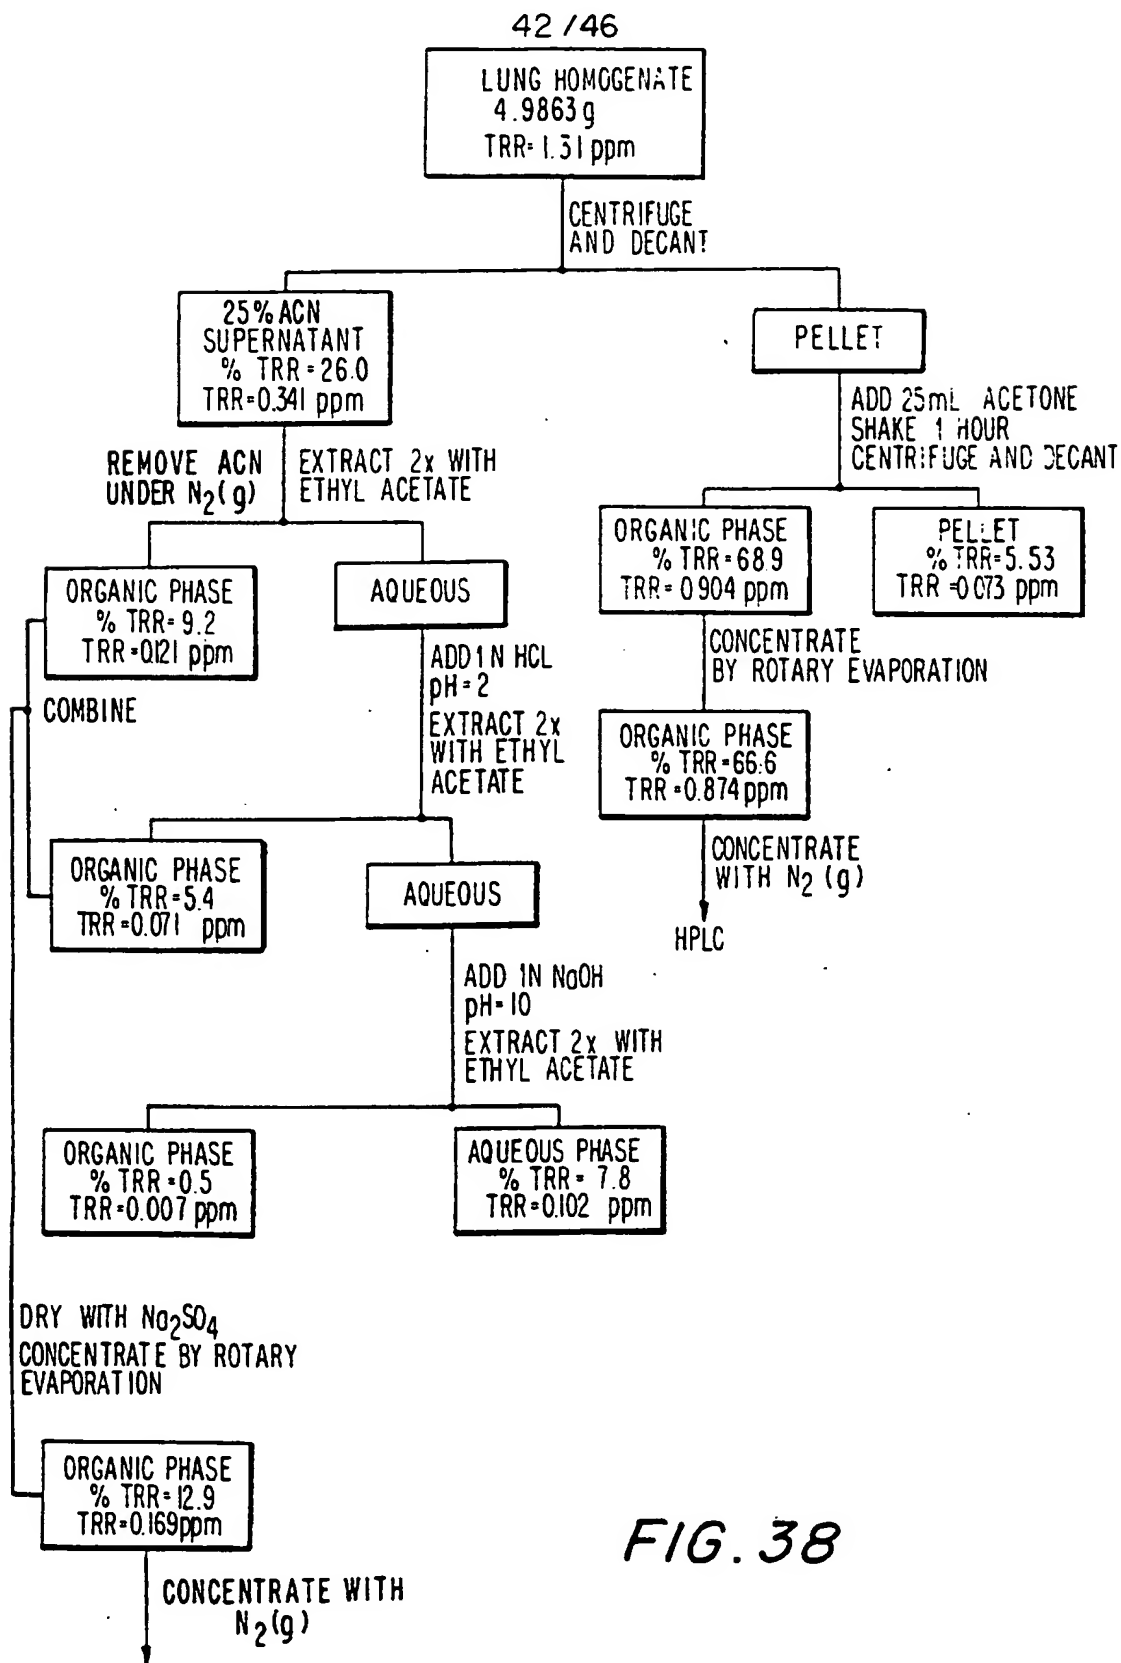 42/46
LUNG HOMOGENATE
4.9863 g
TRR=1.31 ppm
CENTRIFUGE
AND DECANT
25% ACN
SUPERNATANT
% TRR=26.0
TRR=0.341 ppm
PELLET
ADD 25mL ACETONE
SHAKE 1 HOUR
CENTRIFUGE AND DECANT
REMOVE ACN
UNDER N2(g)
EXTRACT 2x WITH
ETHYL ACETATE
ORGANIC PHASE
% TRR=68.9
TRR=0.904 ppm
PELLET
% TRR=5.53
TRR=0.073 ppm
ORGANIC PHASE
% TRR=9.2
TRR=0.121 ppm
AQUEOUS
CONCENTRATE
BY ROTARY EVAPORATION
COMBINE
ADD 1N HCL
pH=2
EXTRACT 2x
WITH ETHYL
ACETATE
ORGANIC PHASE
% TRR=66.6
TRR=0.874 ppm
CONCENTRATE
WITH N2(g)
HPLC
ORGANIC PHASE
% TRR=5.4
TRR=0.071 ppm
AQUEOUS
ADD 1N NaOH
pH=10
EXTRACT 2x WITH
ETHYL ACETATE
ORGANIC PHASE
% TRR=0.5
TRR=0.007 ppm
AQUEOUS PHASE
% TRR=7.8
TRR=0.102 ppm
DRY WITH Na2SO4
CONCENTRATE BY ROTARY
EVAPORATION
ORGANIC PHASE
% TRR=12.9
TRR=0.169ppm
CONCENTRATE WITH
N2(g)
FIG. 38